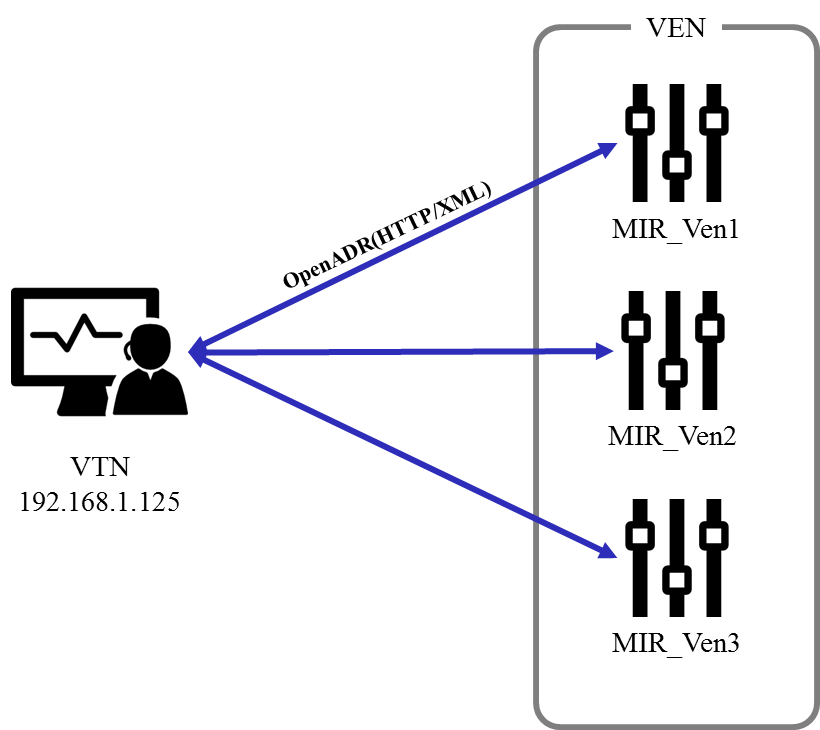 VEN
OpenADR(HTTP/XML)
MIR_Ven1
MIR_Ven2
VTN
192.168.1.125
MIR_Ven3